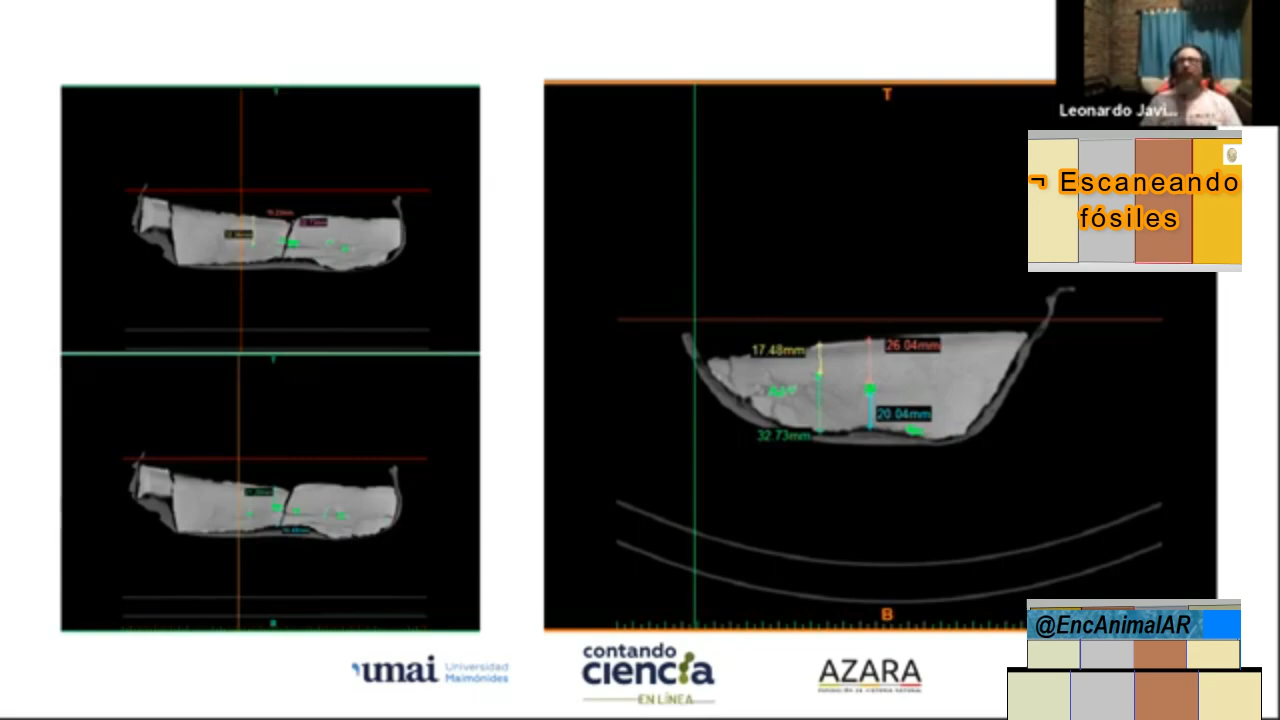 Leonardo Javi...
¬ Escaneando
fósiles
T
17.48mm
26.04mm
20.04mm
32.73mm
B
@EncAnimalAR
umai Universidad
Maimónides
contando
ciencia
EN LÍNEA
AZARA